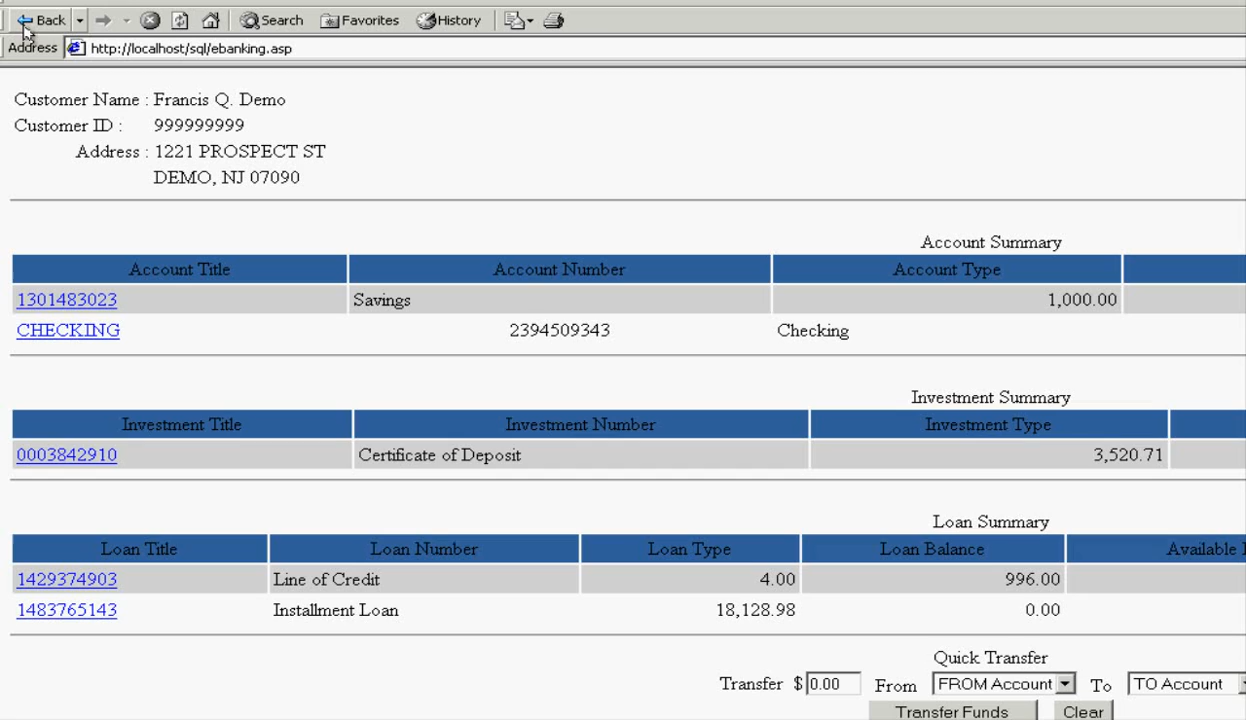 Back Search Favorites History
Address http://localhost/sql/ebanking.asp
Customer Name : Francis Q. Demo
Customer ID : 999999999
Address : 1221 PROSPECT ST
DEMO, NJ 07090
Account Summary
Account Title Account Number Account Type
1301483023 Savings 1,000.00
CHECKING 2394509343 Checking
Investment Summary
Investment Title Investment Number Investment Type
0003842910 Certificate of Deposit 3,520.71
Loan Summary
Loan Title Loan Number Loan Type Loan Balance Available
1429374903 Line of Credit 4.00 996.00
1483765143 Installment Loan 18,128.98 0.00
Quick Transfer
Transfer $ 0.00 From FROM Account To TO Account
Transfer Funds Clear